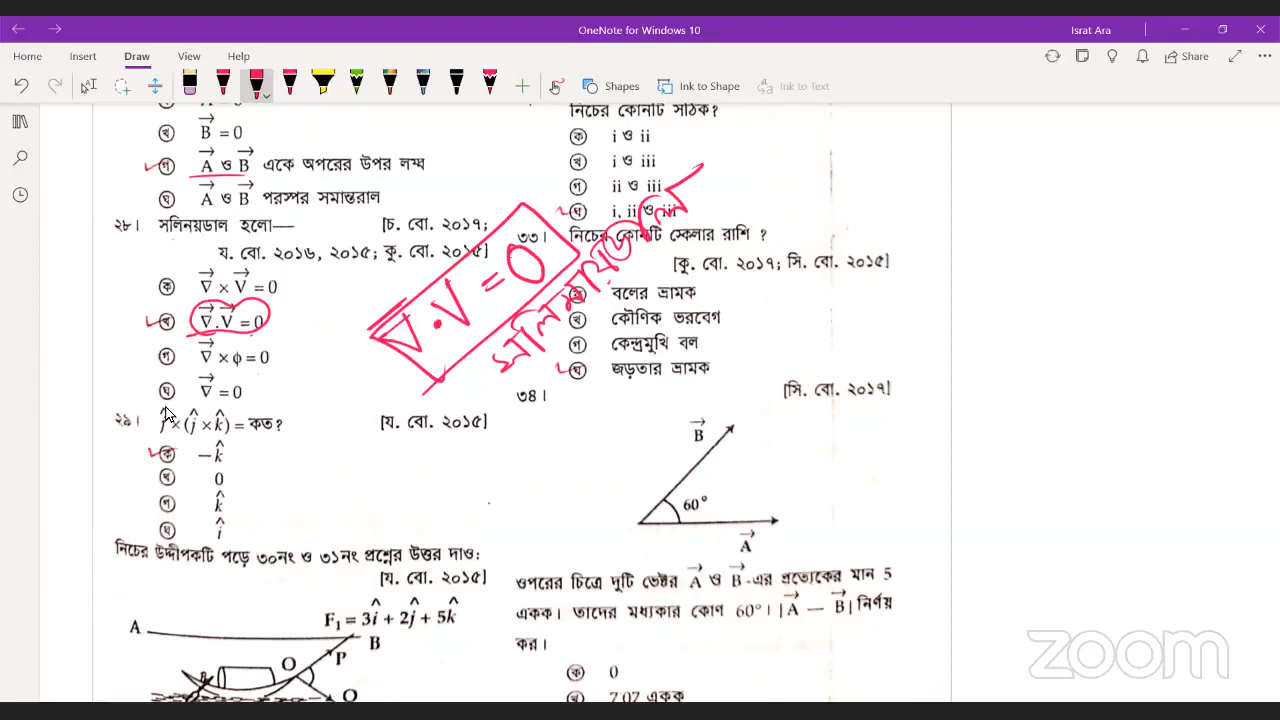 OneNote for Windows 10
Israt Ara
Home Insert Draw View Help
Share
Shapes
Ink to Shape
Ink to Text
খ B = 0
গ A ও B একে অপরের উপর লম্ব
ঘ A ও B পরস্পর সমান্তরাল
২৮। সলিনয়ডাল হলো— [চ. বো. ২০১৭;
য. বো. ২০১৬, ২০১৫; কু. বো. ২০১৫]
ক ∇ × V = 0
খ ∇.V = 0
গ ∇ × ϕ = 0
ঘ ∇ = 0
২৯। ĵ × (ĵ × k̂) = কত? [য. বো. ২০১৫]
ক −k̂
খ 0
গ k̂
ঘ î
নিচের উদ্দীপকটি পড়ে ৩০নং ও ৩১নং প্রশ্নের উত্তর দাও:
[য. বো. ২০১৫]
F₁ = 3î + 2ĵ + 5k̂
A
B
O
P
Q
∇.V = 0
নিচের কোনটি সঠিক?
ক i ও ii
খ i ও iii
গ ii ও iii
ঘ i, ii ও iii
৩৩। নিচের কোনটি স্কেলার রাশি ?
[কু. বো. ২০১৭; সি. বো. ২০১৫]
ক বলের ভ্রামক
খ কৌণিক ভরবেগ
গ কেন্দ্রমুখি বল
ঘ জড়তার ভ্রামক
৩৪। [সি. বো. ২০১৭]
B
60°
A
ওপরের চিত্রে দুটি ভেক্টর A ও B-এর প্রত্যেকের মান 5
একক। তাদের মধ্যকার কোণ 60°। |A − B| নির্ণয়
কর।
ক 0
খ 7.07 একক
zoom